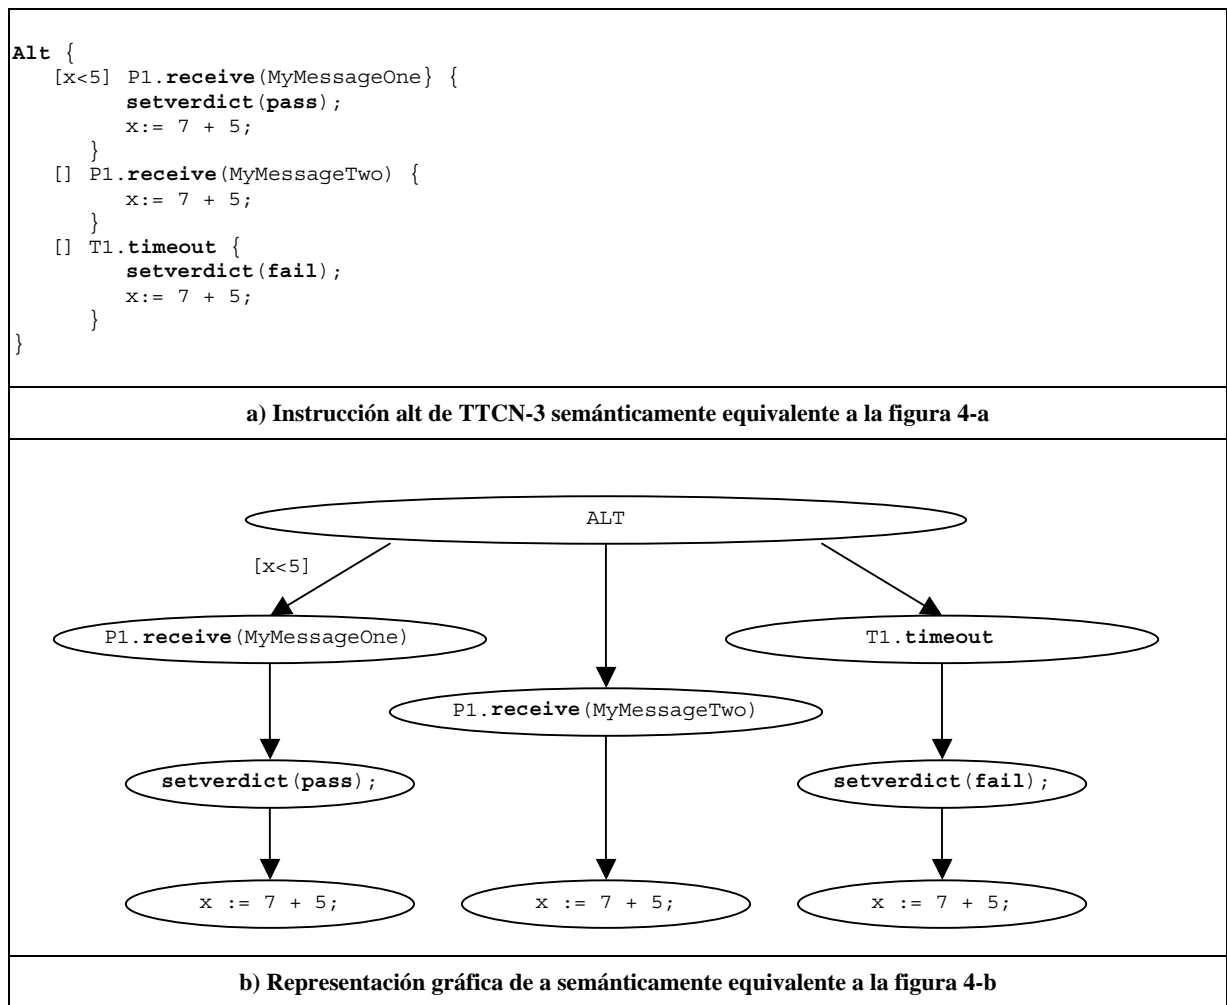 Alt {
[x<5] P1.receive(MyMessageOne} {
setverdict(pass);
x:= 7 + 5;
}
[] P1.receive(MyMessageTwo) {
x:= 7 + 5;
}
[] T1.timeout {
setverdict(fail);
x:= 7 + 5;
}
}
a) Instrucción alt de TTCN-3 semánticamente equivalente a la figura 4-a
ALT
[x<5]
P1.receive(MyMessageOne)
T1.timeout
P1.receive(MyMessageTwo)
setverdict(pass);
setverdict(fail);
x := 7 + 5;
x := 7 + 5;
x := 7 + 5;
b) Representación gráfica de a semánticamente equivalente a la figura 4-b